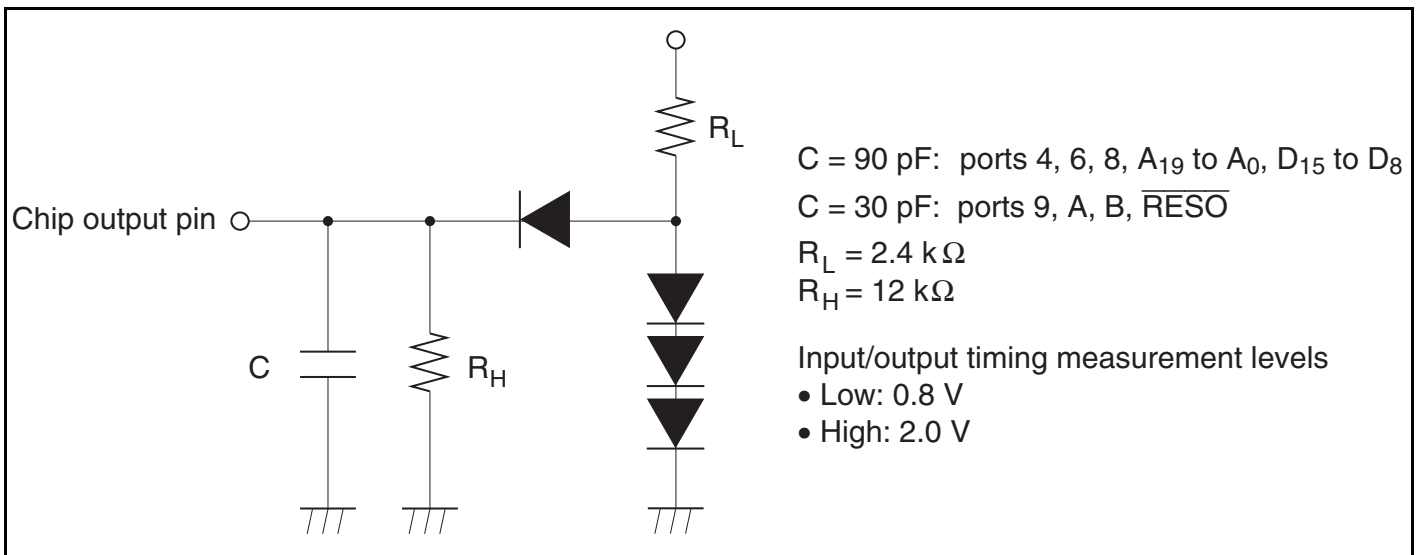 R_L
C = 90 pF: ports 4, 6, 8, A₁₉ to A₀, D₁₅ to D₈
Chip output pin
C = 30 pF: ports 9, A, B, R̅E̅S̅O̅
R_L = 2.4 kΩ
R_H = 12 kΩ
C
R_H
Input/output timing measurement levels
• Low: 0.8 V
• High: 2.0 V